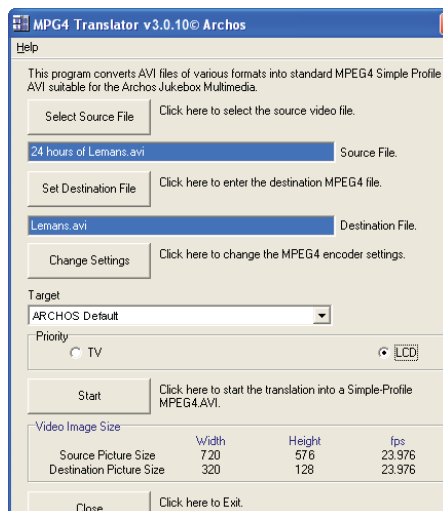 MPG4 Translator v3.0.10© Archos
Help
This program converts AVI files of various formats into standard MPEG4 Simple Profile
AVI suitable for the Archos Jukebox Multimedia.
Select Source File
Click here to select the source video file.
24 hours of Lemans.avi
Source File.
Set Destination File
Click here to enter the destination MPEG4 file.
Lemans.avi
Destination File.
Change Settings
Click here to change the MPEG4 encoder settings.
Target
ARCHOS Default
Priority
TV
LCD
Start
Click here to start the translation into a Simple-Profile
MPEG4.AVI.
Video Image Size
Width Height fps
Source Picture Size 720 576 23.976
Destination Picture Size 320 128 23.976
Close
Click here to Exit.